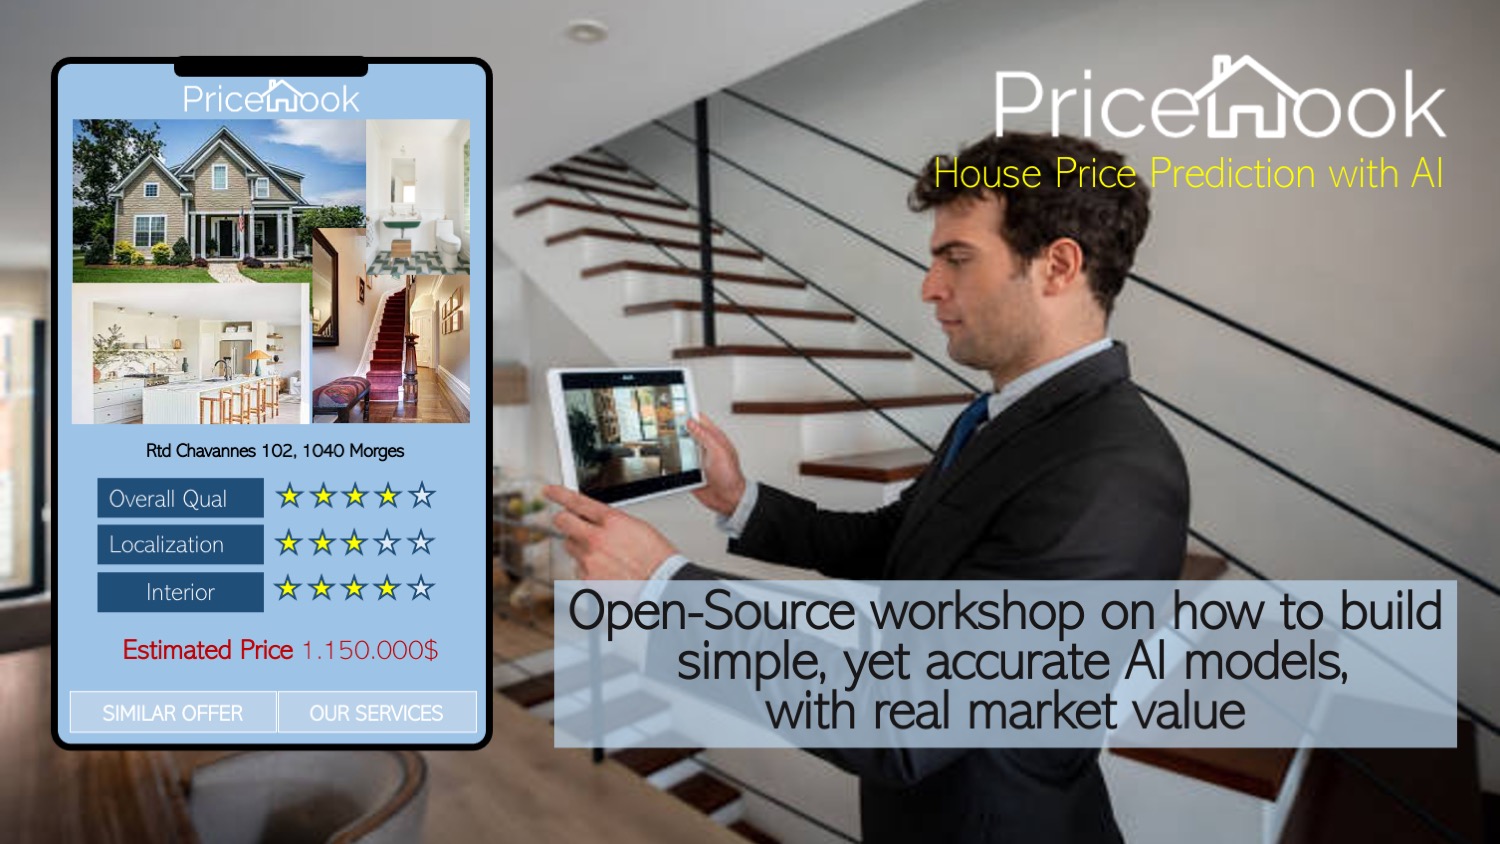 PriceHook
Rtd Chavannes 102, 1040 Morges
Overall Qual
Localization
Interior
Estimated Price 1.150.000$
SIMILAR OFFER
OUR SERVICES
PriceHook
House Price Prediction with AI
Open-Source workshop on how to build
simple, yet accurate AI models,
with real market value